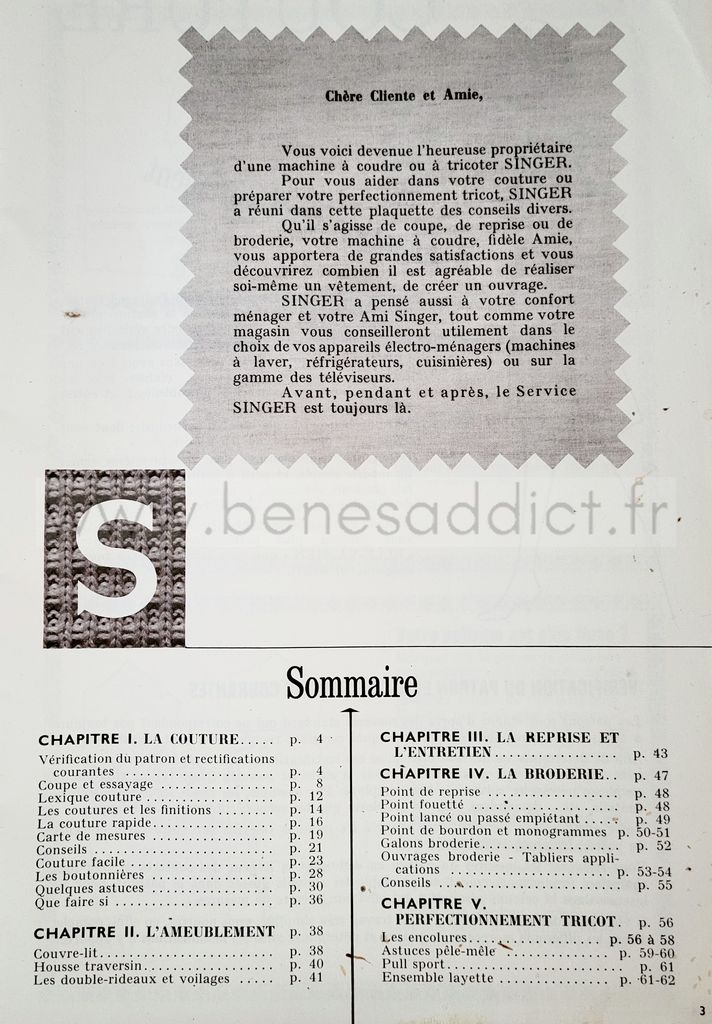 Chère Cliente et Amie,
Vous voici devenue l'heureuse propriétaire
d'une machine à coudre ou à tricoter SINGER.
Pour vous aider dans votre couture ou
préparer votre perfectionnement tricot, SINGER
a réuni dans cette plaquette des conseils divers.
Qu'il s'agisse de coupe, de reprise ou de
broderie, votre machine à coudre, fidèle Amie,
vous apportera de grandes satisfactions et vous
découvrirez combien il est agréable de réaliser
soi-même un vêtement, de créer un ouvrage.
SINGER a pensé aussi à votre confort
ménager et votre Ami Singer, tout comme votre
magasin vous conseilleront utilement dans le
choix de vos appareils électro-ménagers (machines
à laver, réfrigérateurs, cuisinières) ou sur la
gamme des téléviseurs.
Avant, pendant et après, le Service
SINGER est toujours là.
www.benesaddict.fr
S
Sommaire
CHAPITRE I. LA COUTURE..... p. 4
Vérification du patron et rectifications
courantes .................. p. 4
Coupe et essayage .............. p. 8
Lexique couture ................ p. 12
Les coutures et les finitions ....... p. 14
La couture rapide............... p. 16
Carte de mesures ............... p. 19
Conseils ...................... p. 21
Couture facile .................. p. 23
Les boutonnières ................ p. 28
Quelques astuces ............... p. 30
Que faire si .................... p. 36
CHAPITRE II. L'AMEUBLEMENT p. 38
Couvre-lit...................... p. 38
Housse traversin................ p. 40
Les double-rideaux et voilages ..... p. 41
CHAPITRE III. LA REPRISE ET
L'ENTRETIEN................ p. 43
CHAPITRE IV. LA BRODERIE.. p. 47
Point de reprise ................. p. 48
Point fouetté ................... p. 48
Point lancé ou passé empiétant ..... p. 49
Point de bourdon et monogrammes p. 50-51
Galons broderie................. p. 52
Ouvrages broderie - Tabliers appli-
cations ...................... p. 53-54
Conseils ...................... p. 55
CHAPITRE V.
PERFECTIONNEMENT TRICOT. p. 56
Les encolures................ p. 56 à 58
Astuces pêle-mêle .............. p. 59-60
Pull sport...................... p. 61
Ensemble layette ............... p. 61-62
3